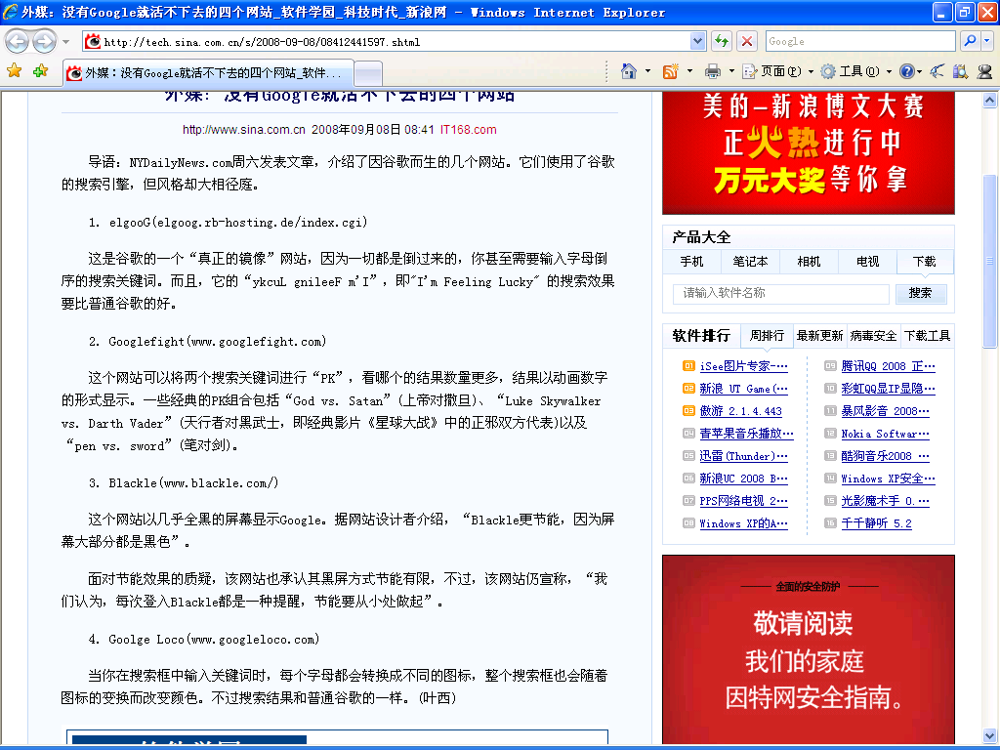 外媒：没有Google就活不下去的四个网站_软件学园_科技时代_新浪网 - Windows Internet Explorer
http://tech.sina.com.cn/s/2008-09-08/08412441597.shtml
Google
外媒：没有Google就活不下去的四个网站_软件...
页面(P)
工具(O)
外媒：没有Google就活不下去的四个网站
http://www.sina.com.cn 2008年09月08日 08:41 IT168.com
导语：NYDailyNews.com周六发表文章，介绍了因谷歌而生的几个网站。它们使用了谷歌
的搜索引擎，但风格却大相径庭。
1. elgooG(elgoog.rb-hosting.de/index.cgi)
这是谷歌的一个“真正的镜像”网站，因为一切都是倒过来的，你甚至需要输入字母倒
序的搜索关键词。而且，它的“ykcuL gnileeF m'I”，即"I'm Feeling Lucky" 的搜索效果
要比普通谷歌的好。
2. Googlefight(www.googlefight.com)
这个网站可以将两个搜索关键词进行“PK”，看哪个的结果数量更多，结果以动画数字
的形式显示。一些经典的PK组合包括“God vs. Satan”(上帝对撒旦)、“Luke Skywalker
vs. Darth Vader”(天行者对黑武士，即经典影片《星球大战》中的正邪双方代表)以及
“pen vs. sword”(笔对剑)。
3. Blackle(www.blackle.com/)
这个网站以几乎全黑的屏幕显示Google。据网站设计者介绍，“Blackle更节能，因为屏
幕大部分都是黑色”。
面对节能效果的质疑，该网站也承认其黑屏方式节能有限，不过，该网站仍宣称，“我
们认为，每次登入Blackle都是一种提醒，节能要从小处做起”。
4. Goolge Loco(www.googleloco.com)
当你在搜索框中输入关键词时，每个字母都会转换成不同的图标，整个搜索框也会随着
图标的变换而改变颜色。不过搜索结果和普通谷歌的一样。(叶西)
软件学园
美的-新浪博文大赛
正火热进行中
万元大奖等你拿
产品大全
手机 笔记本 相机 电视 下载
请输入软件名称 搜索
软件排行 周排行 最新更新 病毒安全 下载工具
01 iSee图片专家-…
02 新浪 UT Game(…
03 傲游 2.1.4.443
04 青苹果音乐播放…
05 迅雷(Thunder)…
06 新浪UC 2008 B…
07 PPS网络电视 2…
08 Windows XP的A…
09 腾讯QQ 2008 正…
10 彩虹QQ显IP显隐…
11 暴风影音 2008…
12 Nokia Softwar…
13 酷狗音乐2008 …
14 Windows XP安全…
15 光影魔术手 0.…
16 千千静听 5.2
全面的安全防护
敬请阅读
我们的家庭
因特网安全指南。